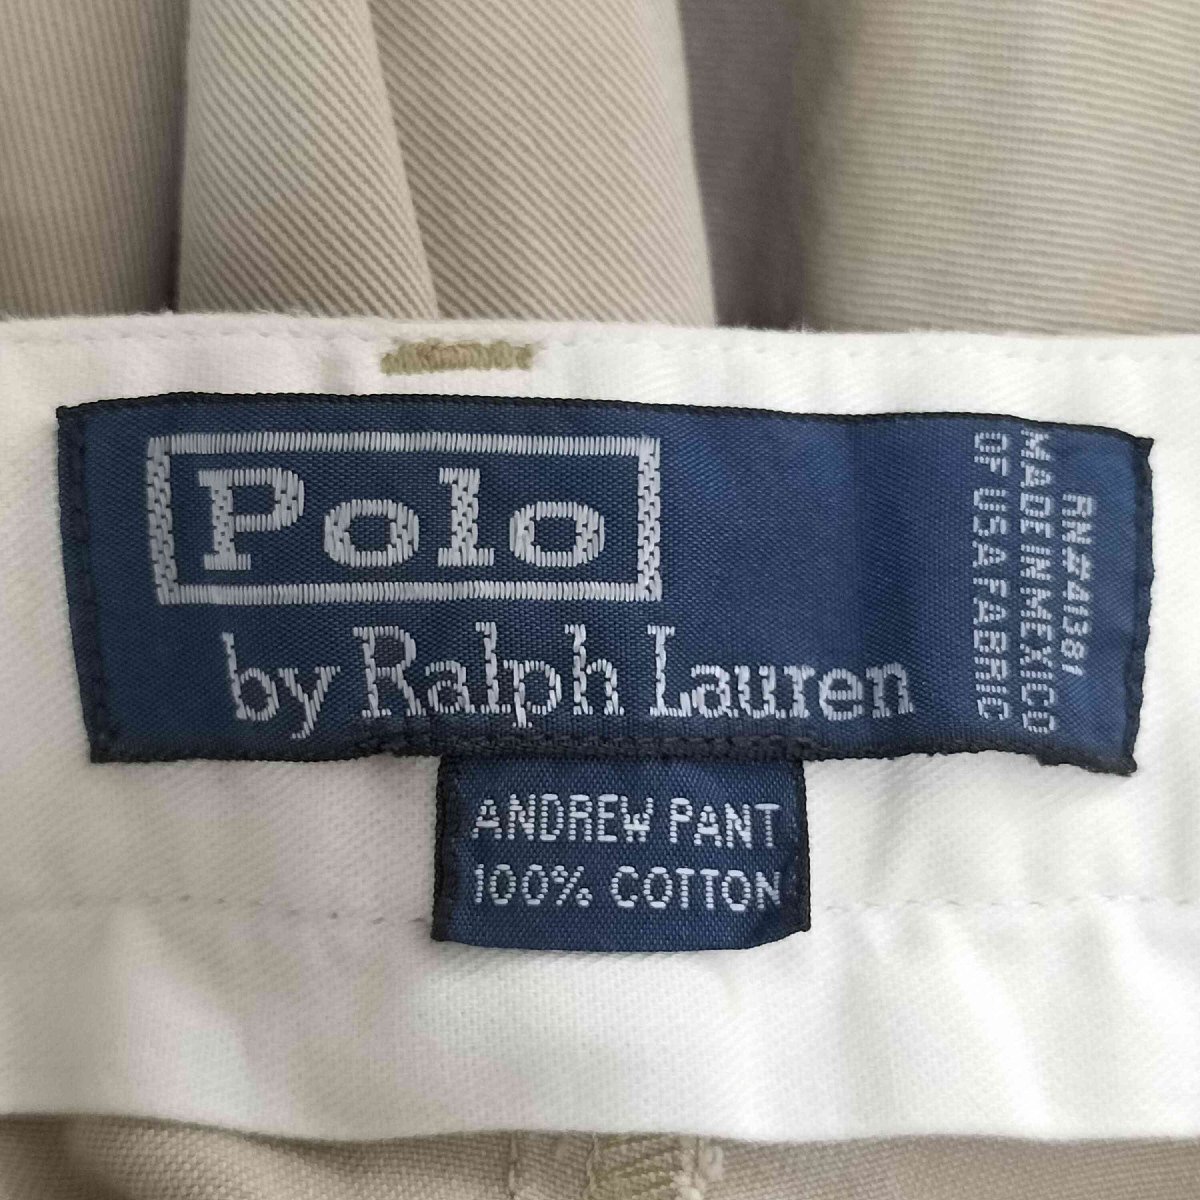 Polo
by Ralph Lauren
RN#41381
MADE IN MEXICO
OF USA FABRIC
ANDREW PANT
100% COTTON